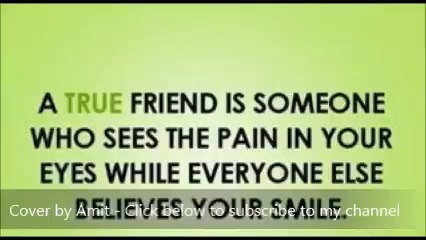 A TRUE FRIEND IS SOMEONE
WHO SEES THE PAIN IN YOUR
EYES WHILE EVERYONE ELSE
BELIEVES YOUR SMILE.
Cover by Amit - Click below to subscribe to my channel